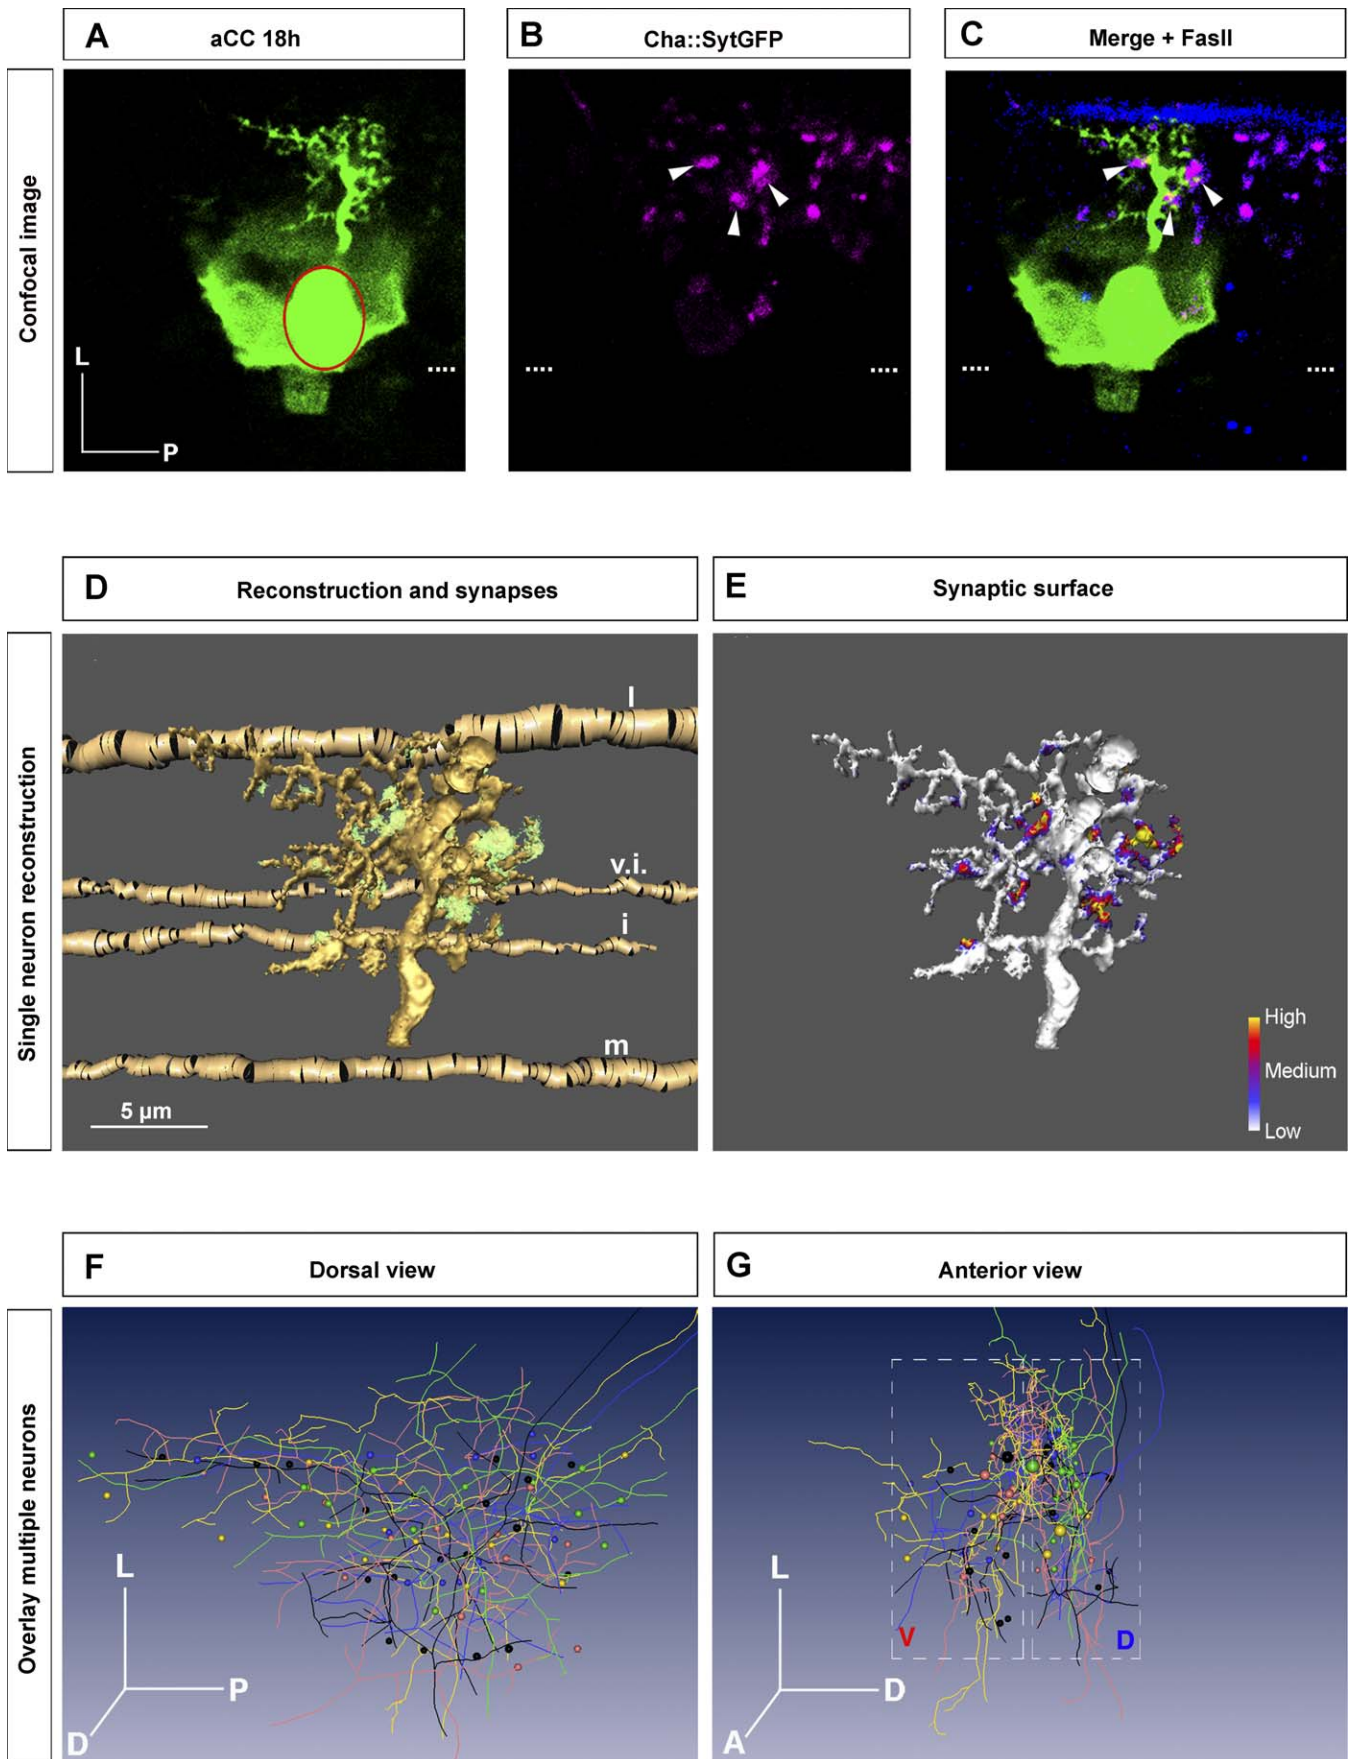 A
aCC 18h
B
Cha::SytGFP
C
Merge + FasII
Confocal image
L
P
D
Reconstruction and synapses
E
Synaptic surface
Single neuron reconstruction
l
v.i.
i
m
5 µm
High
Medium
Low
F
Dorsal view
G
Anterior view
Overlay multiple neurons
L
P
D
V
D
L
D
A